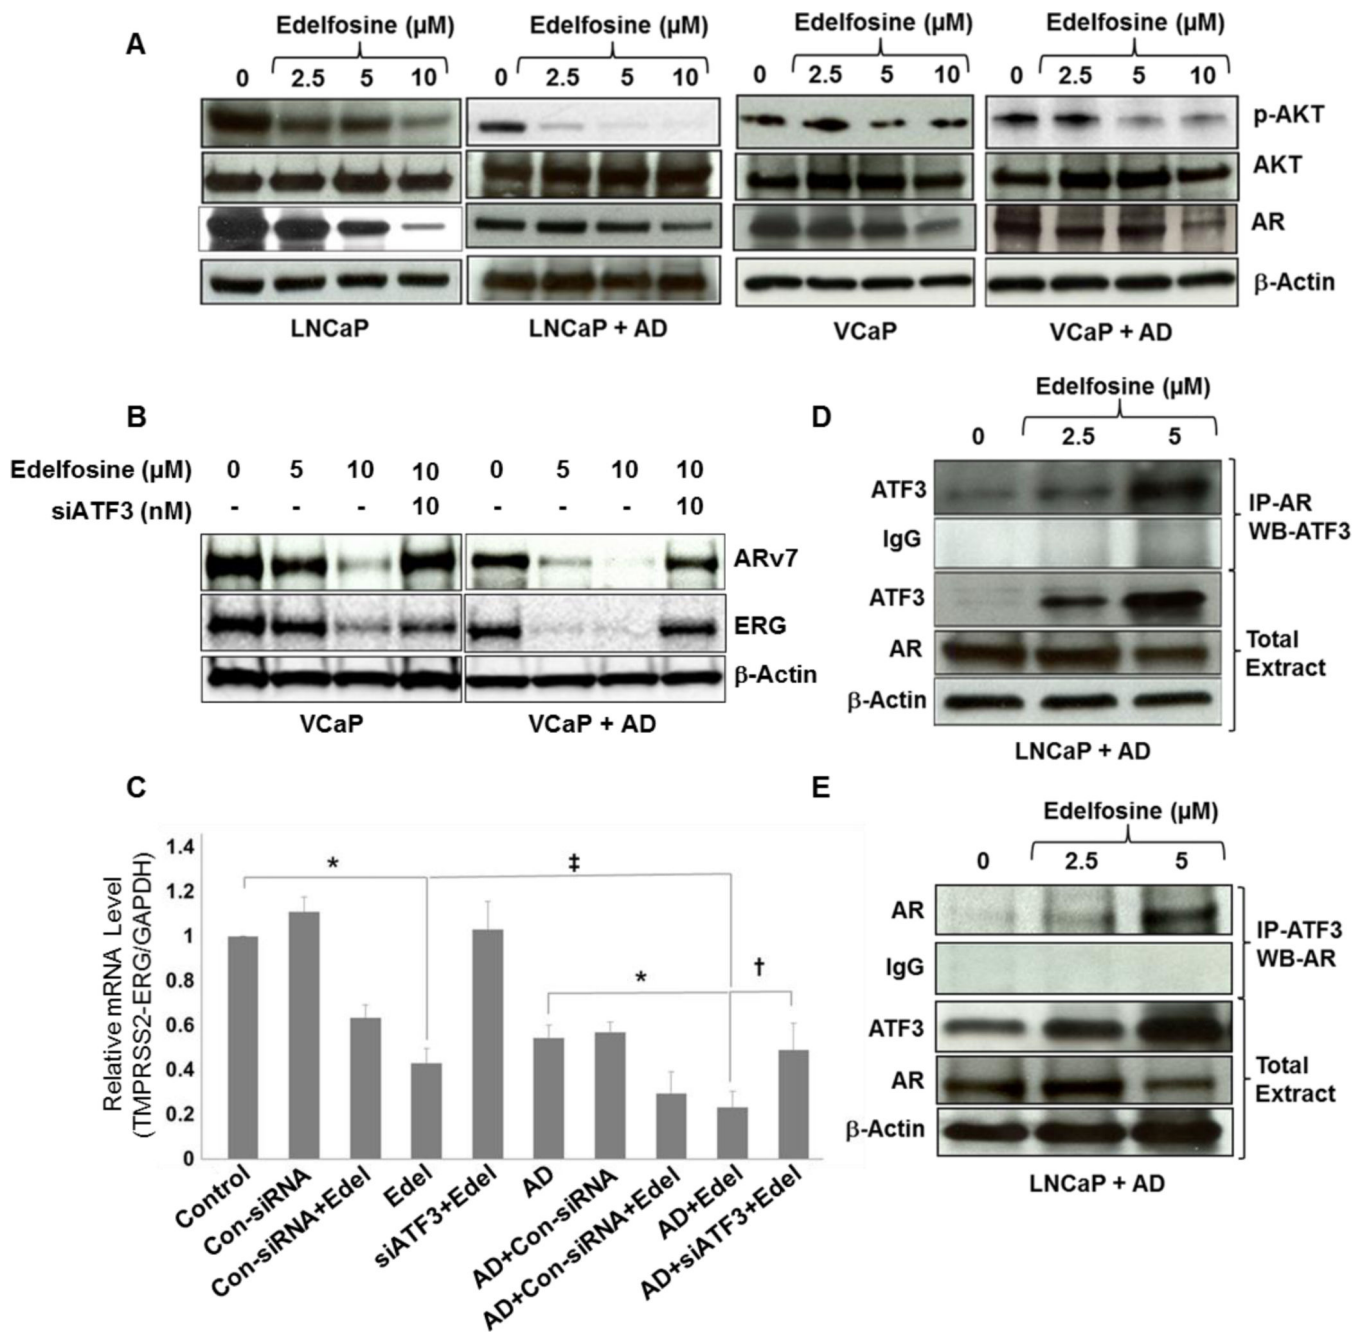 A
Edelfosine (µM) Edelfosine (µM) Edelfosine (µM) Edelfosine (µM)
0 2.5 5 10 0 2.5 5 10 0 2.5 5 10 0 2.5 5 10
p-AKT
AKT
AR
β-Actin
LNCaP LNCaP + AD VCaP VCaP + AD
B
Edelfosine (µM) 0 5 10 10 0 5 10 10
siATF3 (nM) - - - 10 - - - 10
ARv7
ERG
β-Actin
VCaP VCaP + AD
D
Edelfosine (µM)
0 2.5 5
ATF3
IgG
IP-AR
WB-ATF3
ATF3
AR
β-Actin
Total
Extract
LNCaP + AD
C
Relative mRNA Level
(TMPRSS2-ERG/GAPDH)
1.4
1.2
1
0.8
0.6
0.4
0.2
0
* ‡
* †
Control
Con-siRNA
Con-siRNA+Edel
Edel
siATF3+Edel
AD
AD+Con-siRNA
AD+Con-siRNA+Edel
AD+Edel
AD+siATF3+Edel
E
Edelfosine (µM)
0 2.5 5
AR
IgG
IP-ATF3
WB-AR
ATF3
AR
β-Actin
Total
Extract
LNCaP + AD